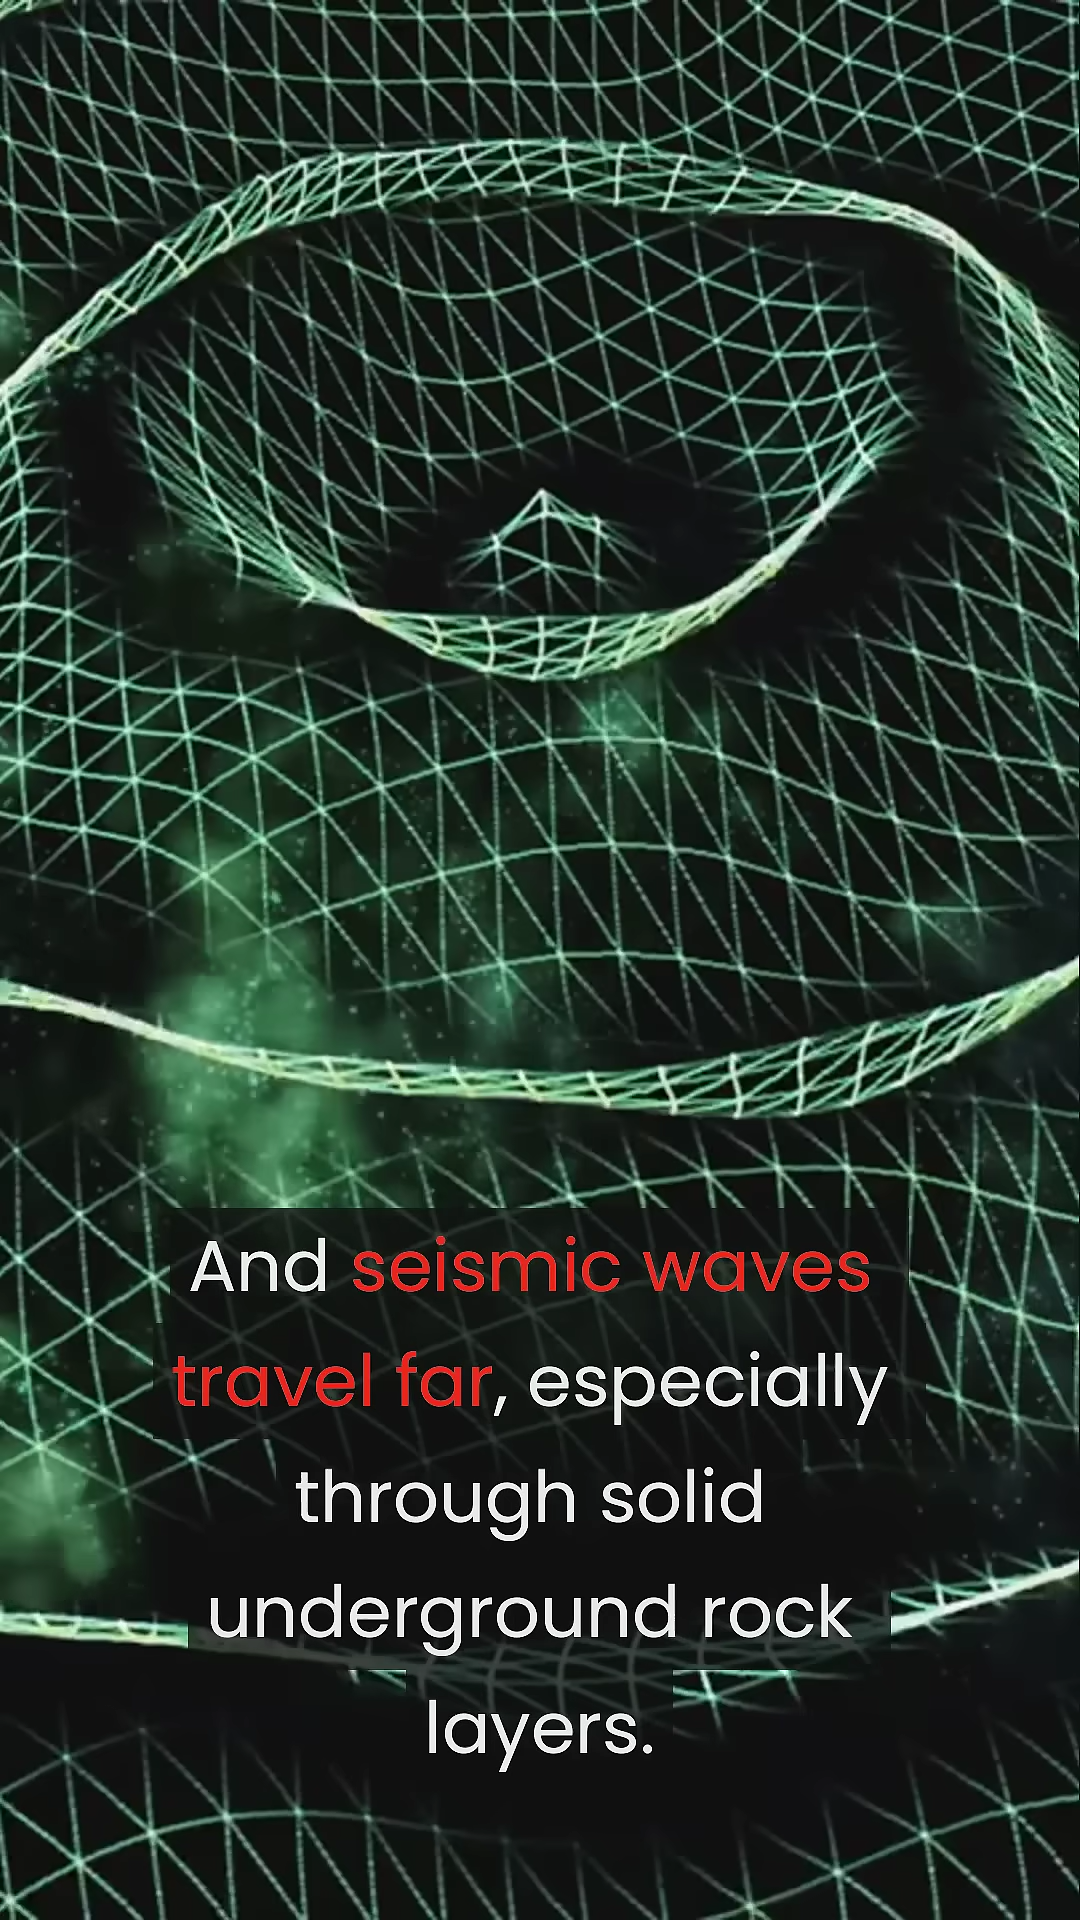 And seismic waves
travel far, especially
through solid
underground rock
layers.